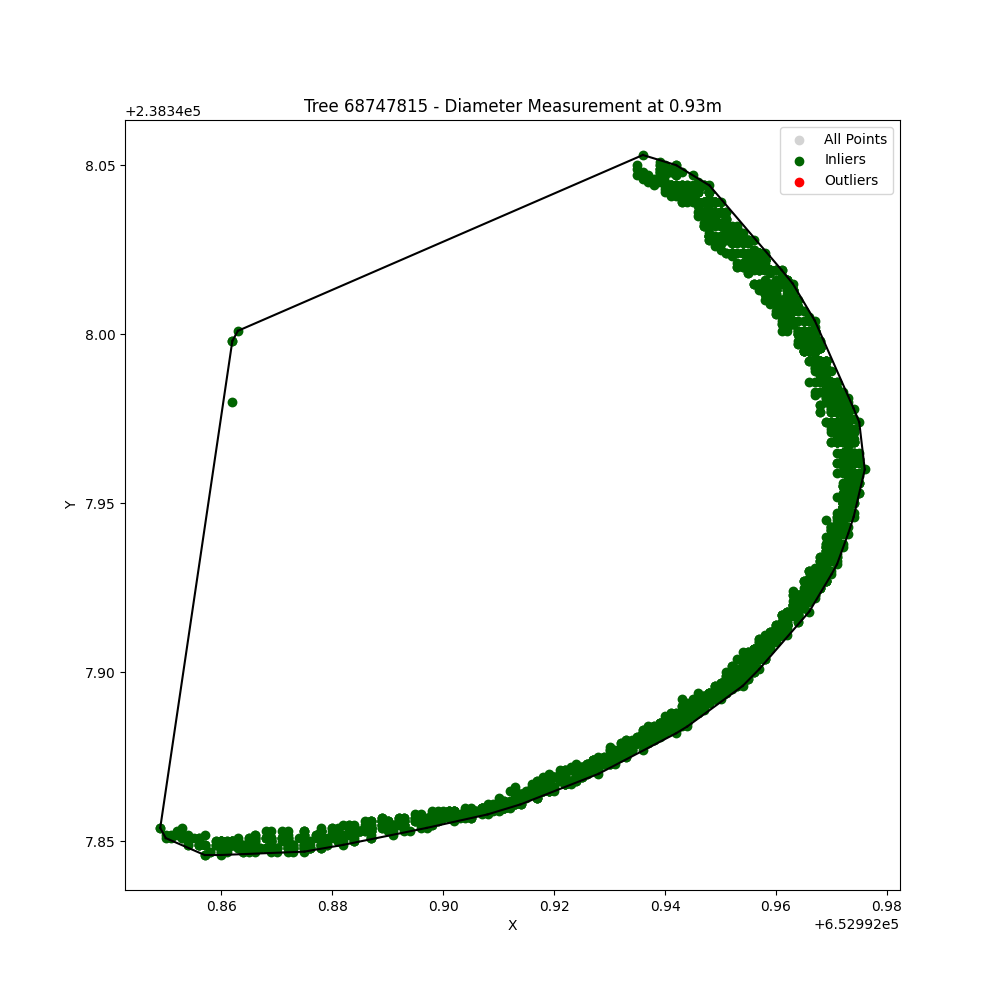 Tree 68747815 - Diameter Measurement at 0.93m
+2.3834e5
All Points
Inliers
Outliers
8.05
8.00
7.95
7.90
7.85
Y
0.86 0.88 0.90 0.92 0.94 0.96 0.98
X
+6.52992e5